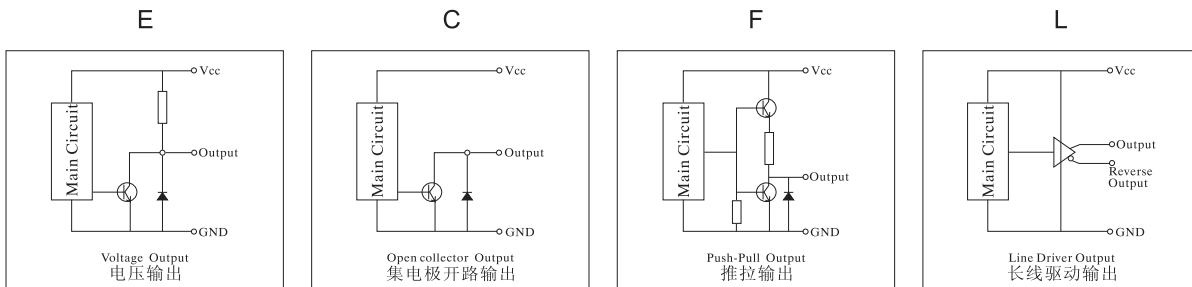 E
C
F
L
Vcc
Main Circuit
Output
GND
Voltage Output
电压输出
Vcc
Main Circuit
Output
GND
Open collector Output
集电极开路输出
Vcc
Main Circuit
Output
GND
Push-Pull Output
推拉输出
Vcc
Main Circuit
Output
Reverse
Output
GND
Line Driver Output
长线驱动输出